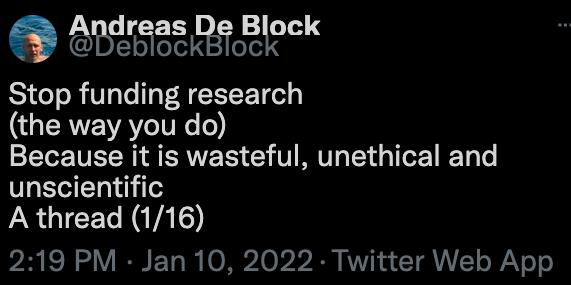 Andreas De Block
@DeblockBlock
Stop funding research
(the way you do)
Because it is wasteful, unethical and
unscientific
A thread (1/16)
2:19 PM · Jan 10, 2022 · Twitter Web App